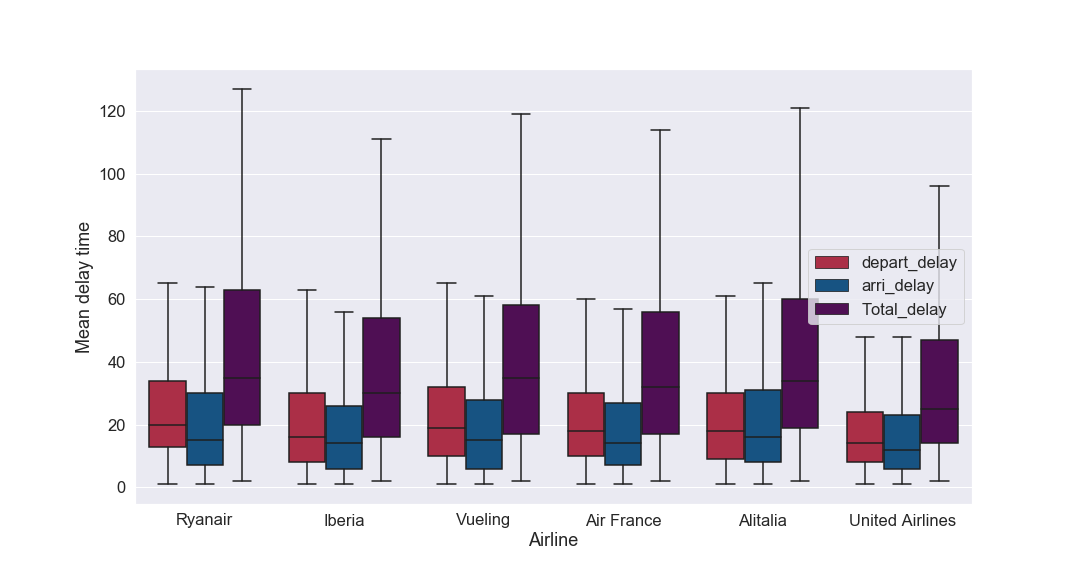 Mean delay time
120
100
80
60
40
20
0
depart_delay
arri_delay
Total_delay
Ryanair
Iberia
Vueling
Air France
Alitalia
United Airlines
Airline